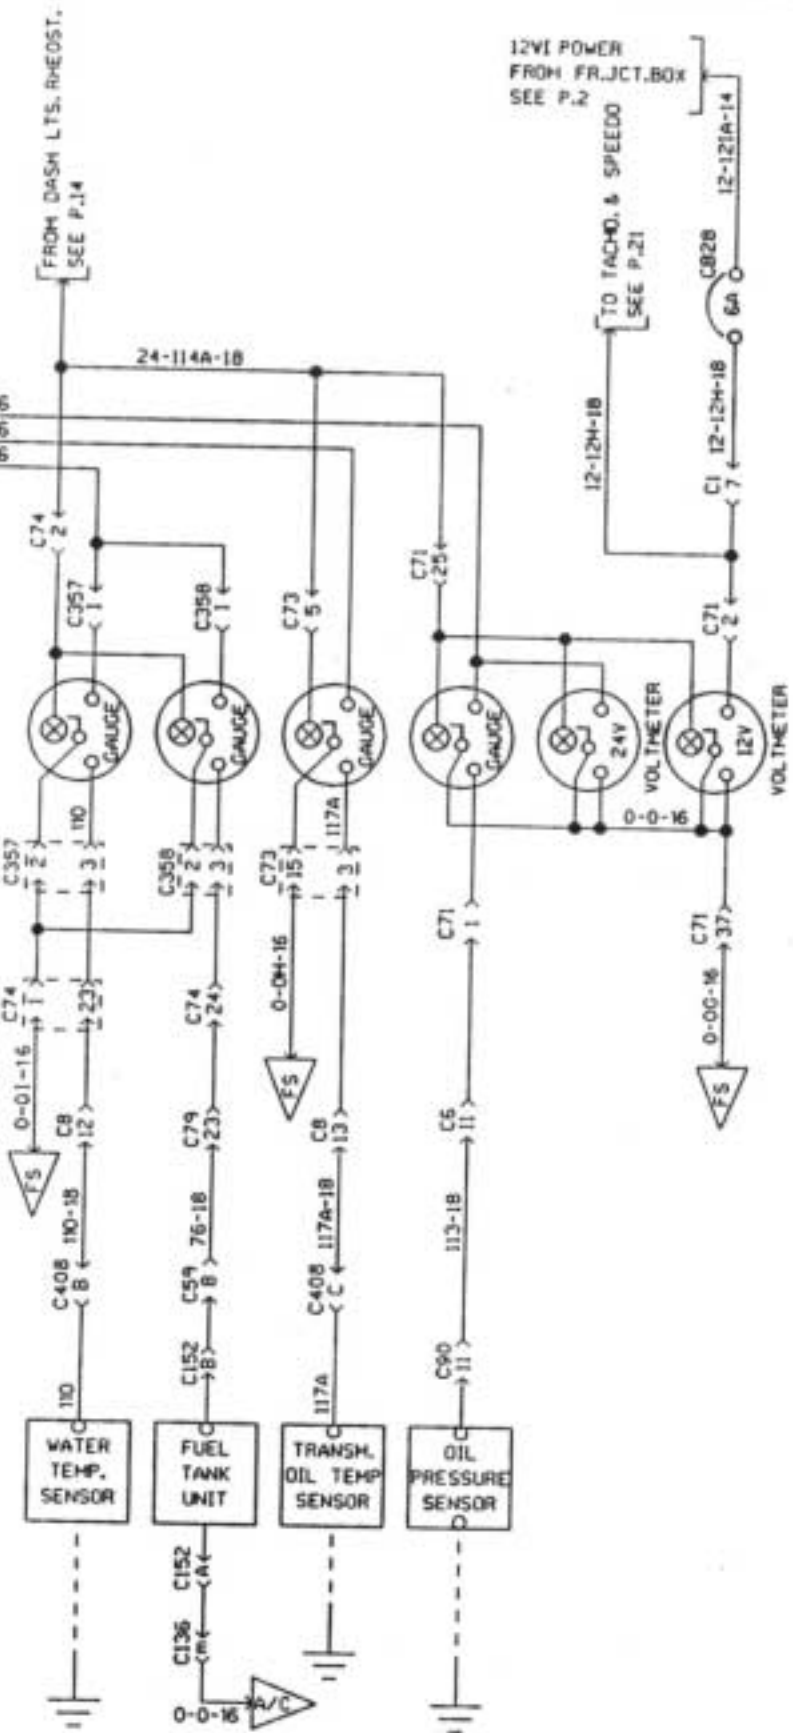 12VI POWER
FROM FR.JCT.BOX
SEE P.2
FROM DASH LTS. RHEOST.
SEE P.14
TO TACHO. & SPEEDO
SEE P.21
12-121A-14
CB28
6A
24-114A-18
12-12H-18
12-12H-18
C1
7
C74
2
C357
1
C358
1
C73
5
C71
25
C71
2
GAUGE
GAUGE
GAUGE
GAUGE
24V
VOLTMETER
12V
VOLTMETER
110
117A
0-0-16
C357
2
3
C358
2
3
C73
15
3
C71
1
C71
37
C74
1
23
C74
24
0-0H-16
0-0G-16
0-01-16
FS
FS
FS
C8
12
C79
23
C8
13
C6
11
110-18
76-18
117A-18
113-18
C408
B
C59
B
C408
C
C152
B
C90
11
110
117A
WATER
TEMP.
SENSOR
FUEL
TANK
UNIT
TRANSM.
OIL TEMP
SENSOR
OIL
PRESSURE
SENSOR
C152
A
C136
0-0-16
A/C